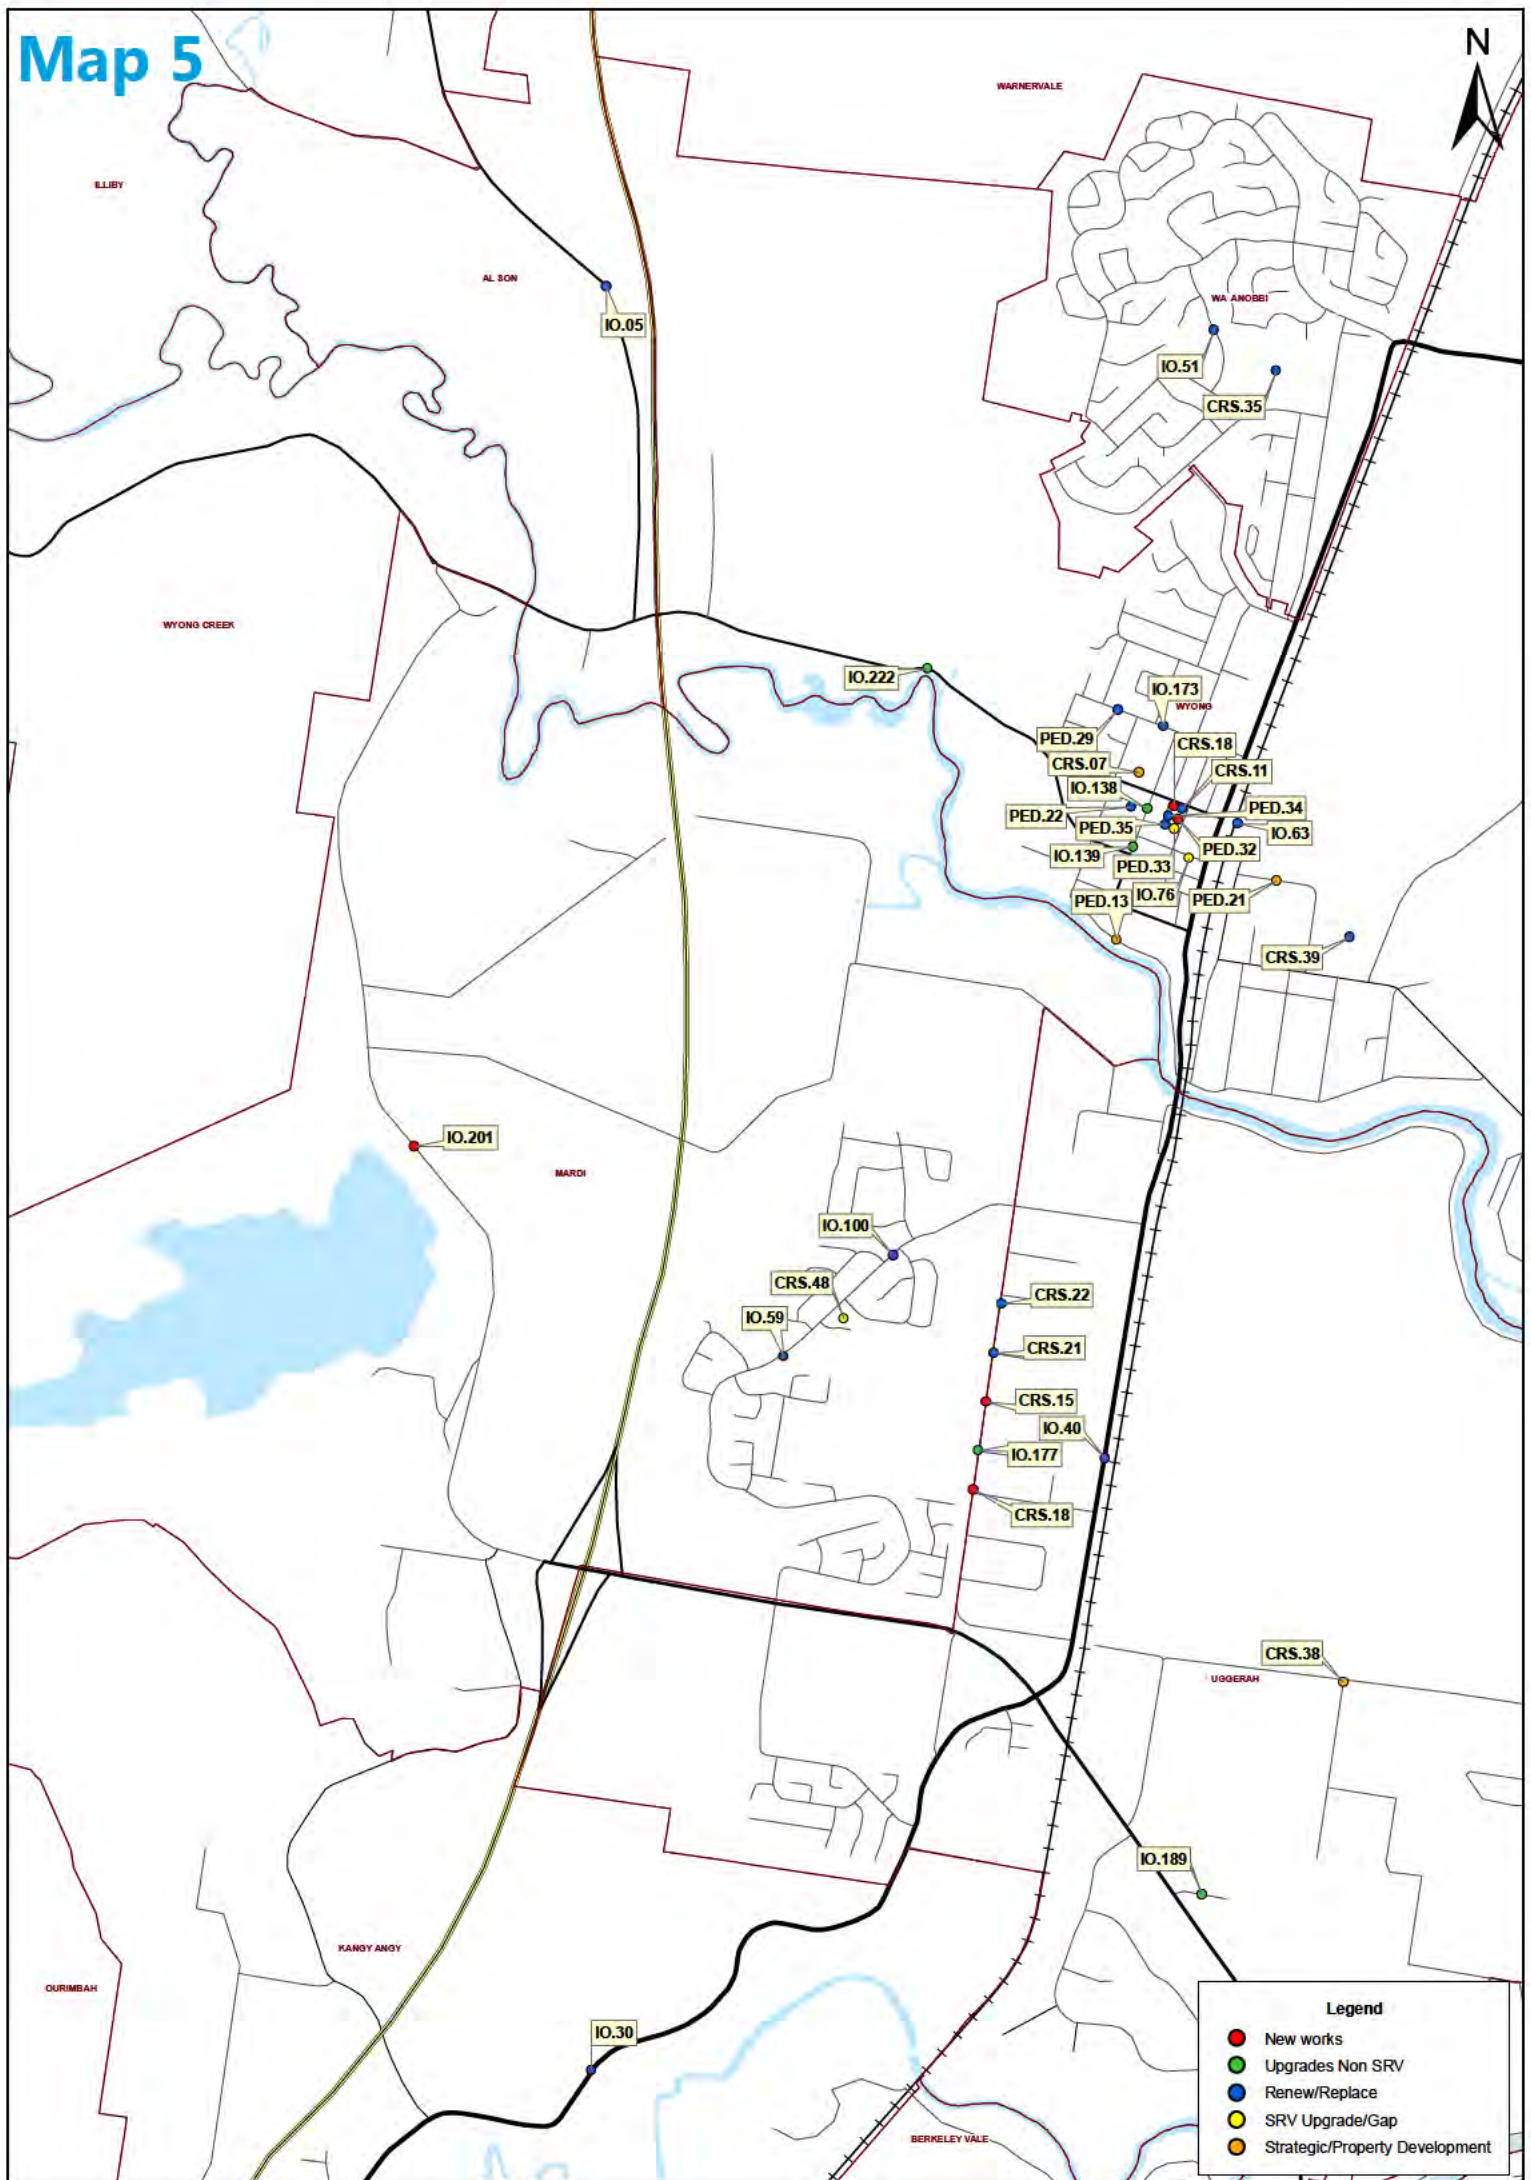 Map 5
N
WARNERVALE
ILLIBY
AL SON
IO.05
WA ANOBBI
IO.51
CRS.35
WYONG CREEK
IO.222
IO.173
WYONG
PED.29
CRS.18
CRS.07
CRS.11
IO.138
PED.22
PED.34
PED.35
IO.63
IO.139
PED.32
PED.33
IO.76
PED.13
PED.21
CRS.39
IO.201
MARDI
IO.100
CRS.48
CRS.22
IO.59
CRS.21
CRS.15
IO.40
IO.177
CRS.18
CRS.38
UGGERAH
IO.189
KANGY ANGY
OURIMBAH
IO.30
BERKELEY VALE
Legend
New works
Upgrades Non SRV
Renew/Replace
SRV Upgrade/Gap
Strategic/Property Development